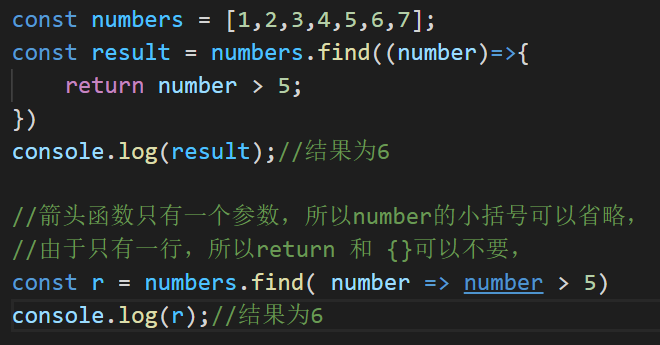 const numbers = [1,2,3,4,5,6,7];
const result = numbers.find((number)=>{
    return number > 5;
})
console.log(result);//结果为6
//箭头函数只有一个参数，所以number的小括号可以省略，
//由于只有一行，所以return 和 {}可以不要，
const r = numbers.find( number => number > 5)
console.log(r);//结果为6